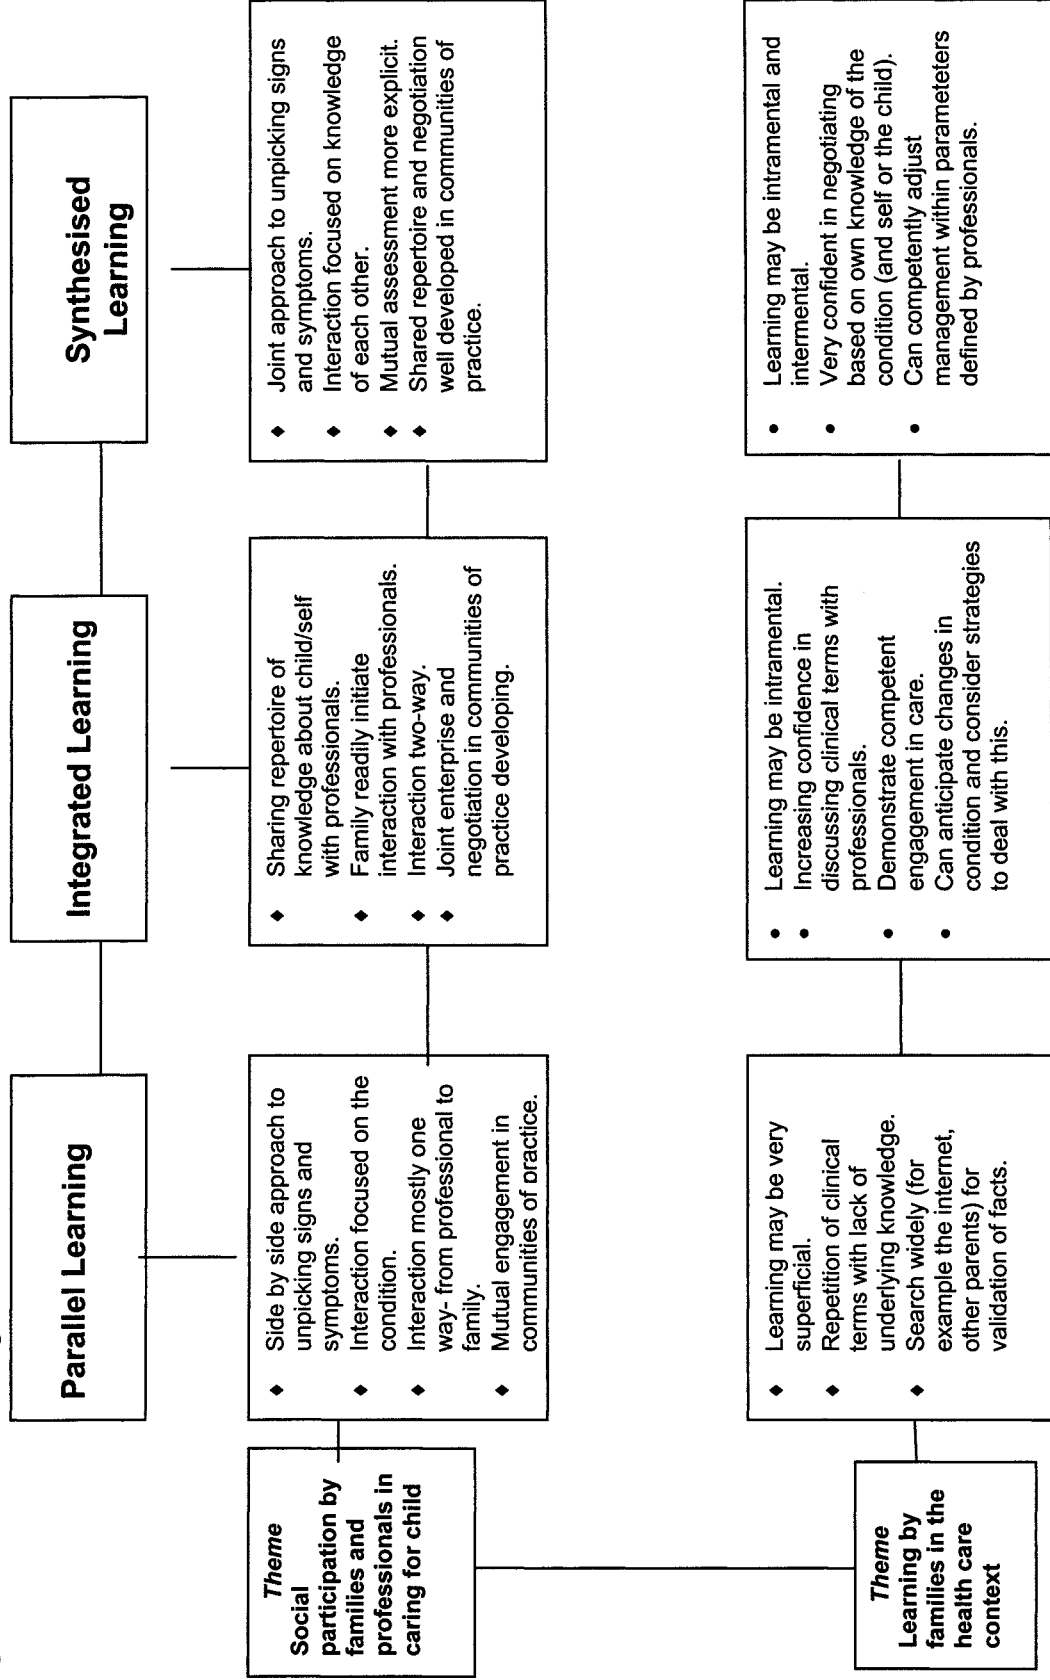 Parallel Learning
Integrated Learning
Synthesised
Learning
Theme
Social
participation by
families and
professionals in
caring for child
♦ Side by side approach to
unpicking signs and
symptoms.
♦ Interaction focused on the
condition.
♦ Interaction mostly one
way- from professional to
family.
♦ Mutual engagement in
communities of practice.
♦ Sharing repertoire of
knowledge about child/self
with professionals.
♦ Family readily initiate
interaction with professionals.
♦ Interaction two-way.
♦ Joint enterprise and
negotiation in communities of
practice developing.
♦ Joint approach to unpicking signs
and symptoms.
♦ Interaction focused on knowledge
of each other.
♦ Mutual assessment more explicit.
♦ Shared repertoire and negotiation
well developed in communities of
practice.
Theme
Learning by
families in the
health care
context
♦ Learning may be very
superficial.
♦ Repetition of clinical
terms with lack of
underlying knowledge.
♦ Search widely (for
example the internet,
other parents) for
validation of facts.
• Learning may be intramental.
• Increasing confidence in
discussing clinical terms with
professionals.
• Demonstrate competent
engagement in care.
• Can anticipate changes in
condition and consider strategies
to deal with this.
• Learning may be intramental and
intermental.
• Very confident in negotiating
based on own knowledge of the
condition (and self or the child).
• Can competently adjust
management within parameteters
defined by professionals.